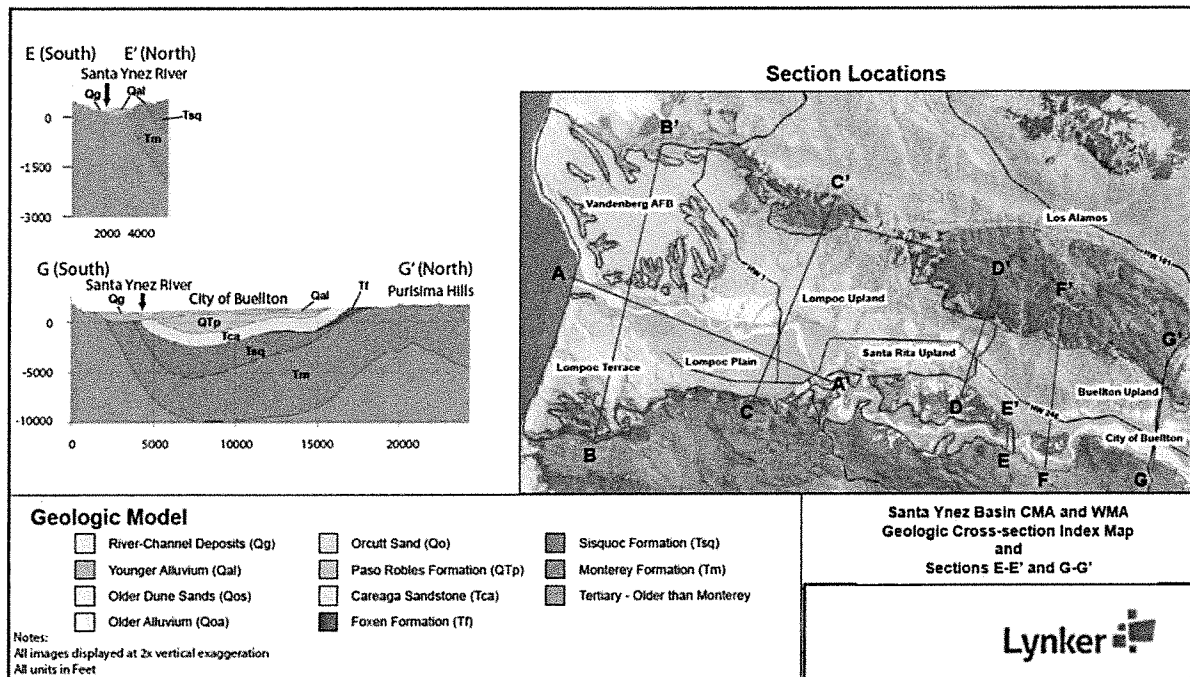 E (South) E' (North)
Santa Ynez River
Qg Qal
Tsq
Tm
0
-1500
-3000
2000 4000
G (South) G' (North)
Santa Ynez River Tf Purisima Hills
Qg City of Buellton Qal
QTp
Tca
Tsq
Tm
0
-5000
-10000
0 5000 10000 15000 20000
Section Locations
B'
C'
Vandenberg AFB
Los Alamos
HW 101
A
HW 1
D'
F'
Lompoc Upland
G'
Santa Rita Upland
Lompoc Terrace
Lompoc Plain
A'
Buellton Upland
C
D
E'
HW 246
City of Buellton
B
E
F
G
Geologic Model
River-Channel Deposits (Qg)
Younger Alluvium (Qal)
Older Dune Sands (Qos)
Older Alluvium (Qoa)
Orcutt Sand (Qo)
Paso Robles Formation (QTp)
Careaga Sandstone (Tca)
Foxen Formation (Tf)
Sisquoc Formation (Tsq)
Monterey Formation (Tm)
Tertiary - Older than Monterey
Notes:
All images displayed at 2x vertical exaggeration
All units in Feet
Santa Ynez Basin CMA and WMA
Geologic Cross-section Index Map
and
Sections E-E' and G-G'
Lynker